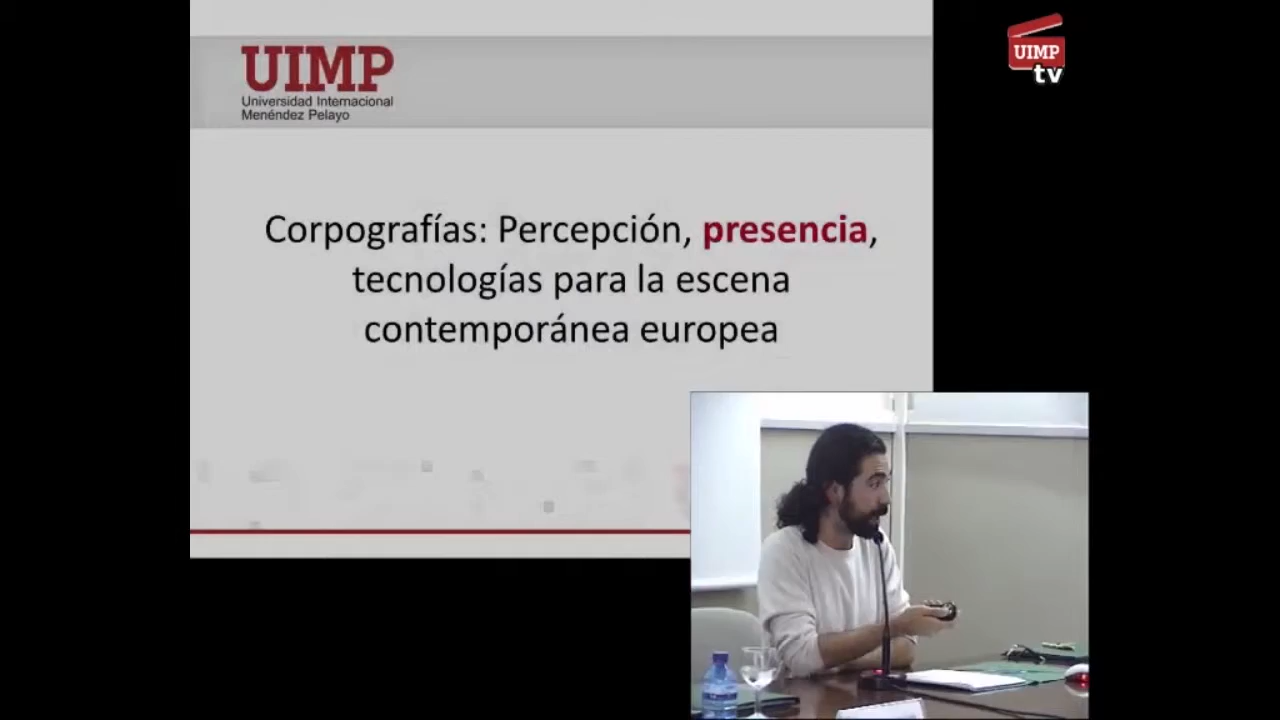 UIMP
Universidad Internacional
Menéndez Pelayo
UIMP
tv
Corpografías: Percepción, presencia,
tecnologías para la escena
contemporánea europea